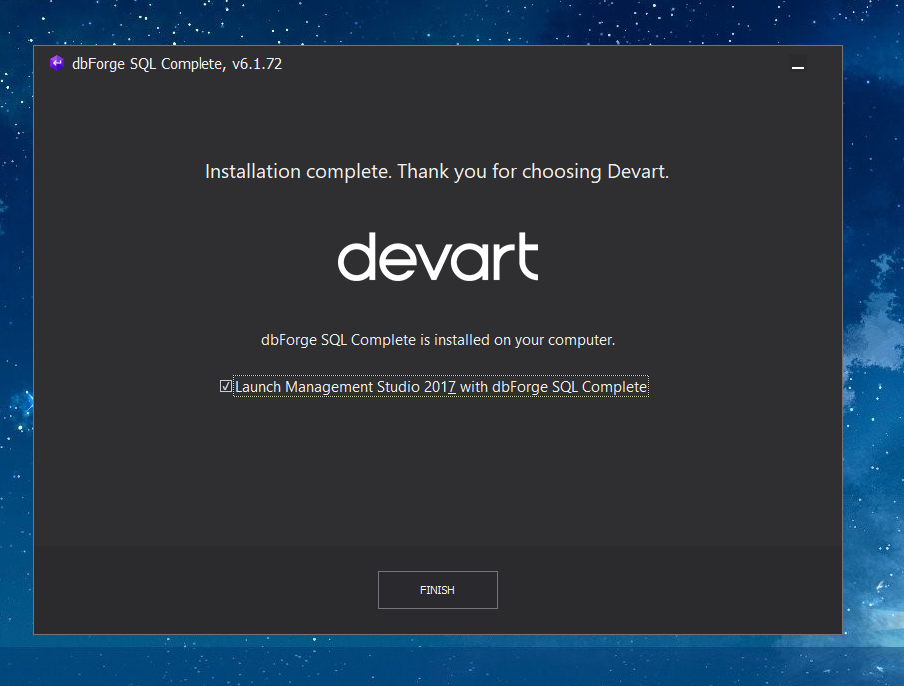 dbForge SQL Complete, v6.1.72
Installation complete. Thank you for choosing Devart.
devart
dbForge SQL Complete is installed on your computer.
Launch Management Studio 2017 with dbForge SQL Complete
FINISH